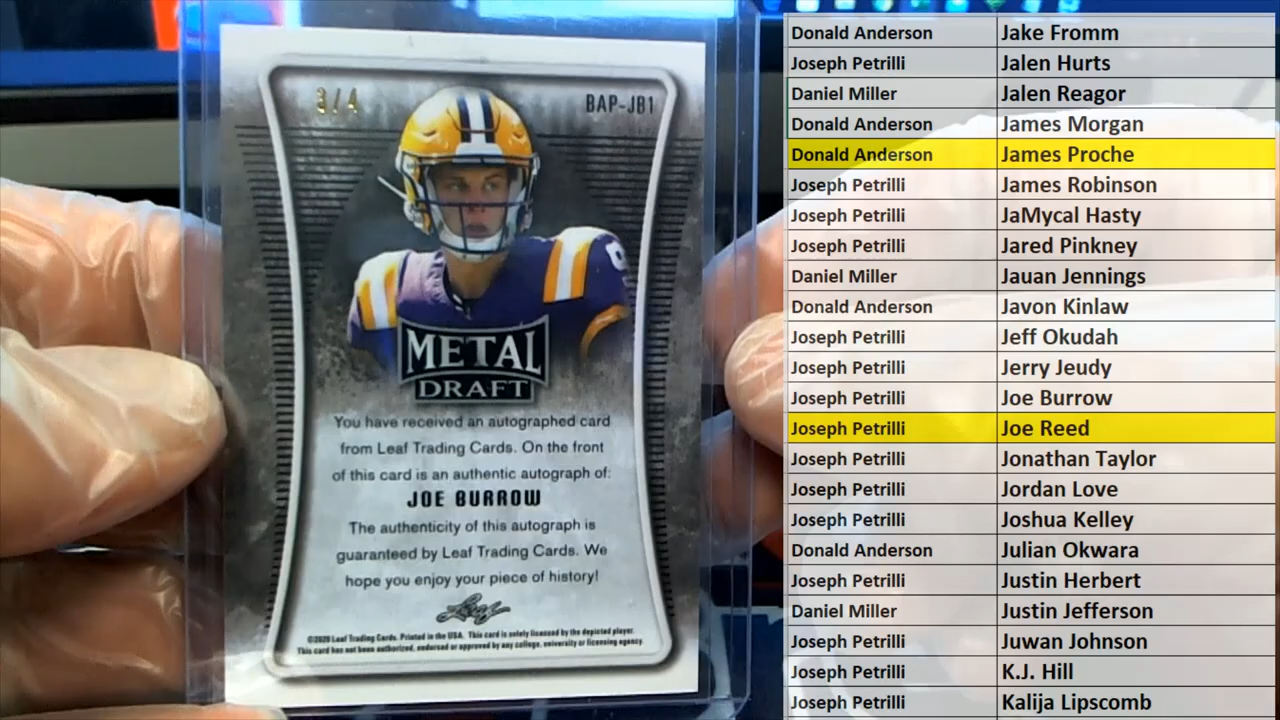 3/4
BAP-JB1
METAL
DRAFT
You have received an autographed card
from Leaf Trading Cards. On the front
of this card is an authentic autograph of:
JOE BURROW
The authenticity of this autograph is
guaranteed by Leaf Trading Cards. We
hope you enjoy your piece of history!
Leaf
©2020 Leaf Trading Cards. Printed in the USA. This card is solely licensed by the depicted player.
This card has not been authorized, endorsed or approved by any college, university or licensing agency.
Donald Anderson Jake Fromm
Joseph Petrilli Jalen Hurts
Daniel Miller Jalen Reagor
Donald Anderson James Morgan
Donald Anderson James Proche
Joseph Petrilli James Robinson
Joseph Petrilli JaMycal Hasty
Joseph Petrilli Jared Pinkney
Daniel Miller Jauan Jennings
Donald Anderson Javon Kinlaw
Joseph Petrilli Jeff Okudah
Joseph Petrilli Jerry Jeudy
Joseph Petrilli Joe Burrow
Joseph Petrilli Joe Reed
Joseph Petrilli Jonathan Taylor
Joseph Petrilli Jordan Love
Joseph Petrilli Joshua Kelley
Donald Anderson Julian Okwara
Joseph Petrilli Justin Herbert
Daniel Miller Justin Jefferson
Joseph Petrilli Juwan Johnson
Joseph Petrilli K.J. Hill
Joseph Petrilli Kalija Lipscomb